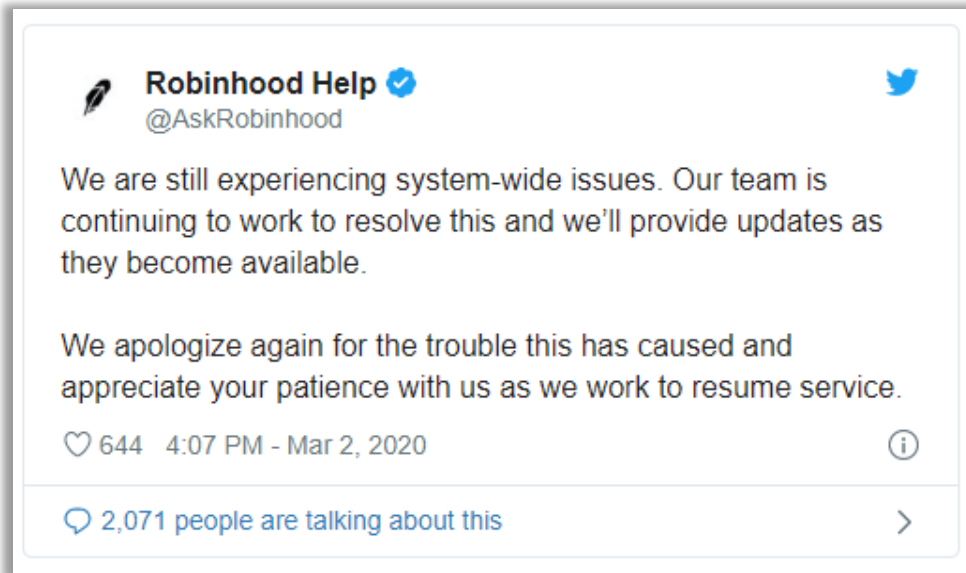 Robinhood Help
@AskRobinhood
We are still experiencing system-wide issues. Our team is
continuing to work to resolve this and we’ll provide updates as
they become available.
We apologize again for the trouble this has caused and
appreciate your patience with us as we work to resume service.
644 4:07 PM - Mar 2, 2020
2,071 people are talking about this